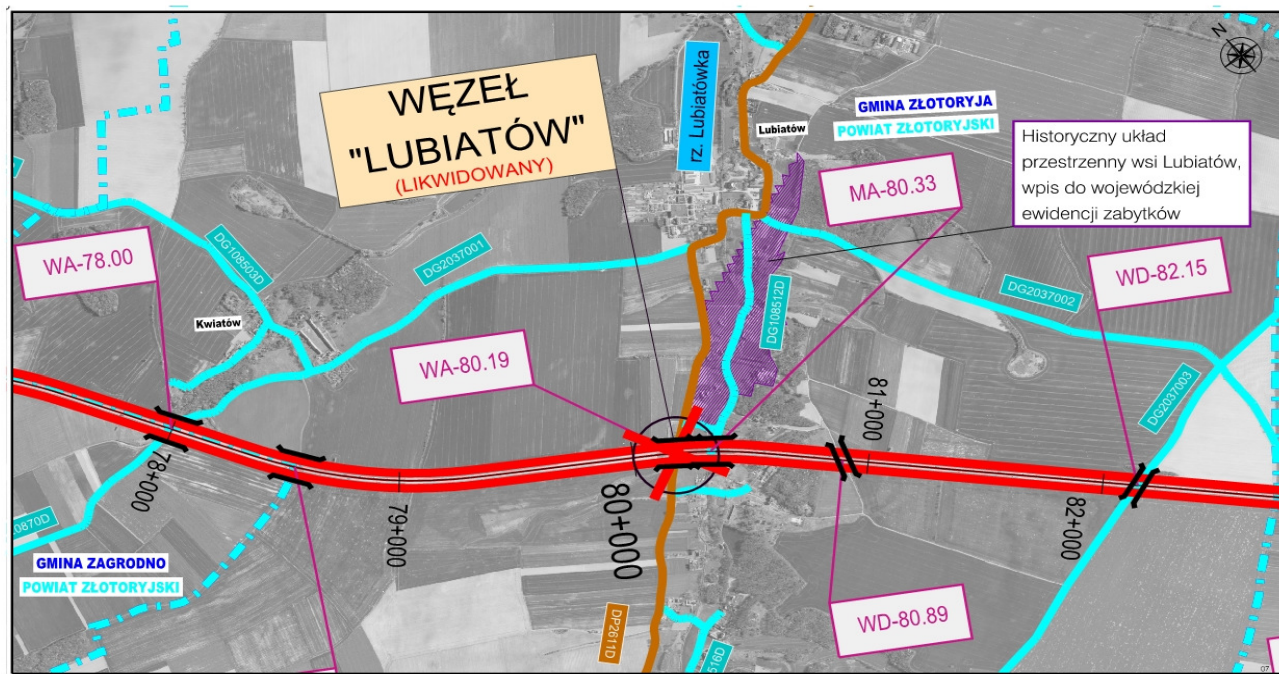 WĘZEŁ
"LUBIATÓW"
(LIKWIDOWANY)
rz. Lubiatówka
Lubiatów
GMINA ZŁOTORYJA
POWIAT ZŁOTORYJSKI
N
Historyczny układ
przestrzenny wsi Lubiatów,
wpis do wojewódzkiej
ewidencji zabytków
MA-80.33
WA-78.00
DG108503D
DG2037001
WD-82.15
DG2037002
Kwiatów
WA-80.19
DG108512D
DG2037003
78+000
79+000
80+000
81+000
82+000
0870D
GMINA ZAGRODNO
POWIAT ZŁOTORYJSKI
WD-80.89
DP2611D
516D
07